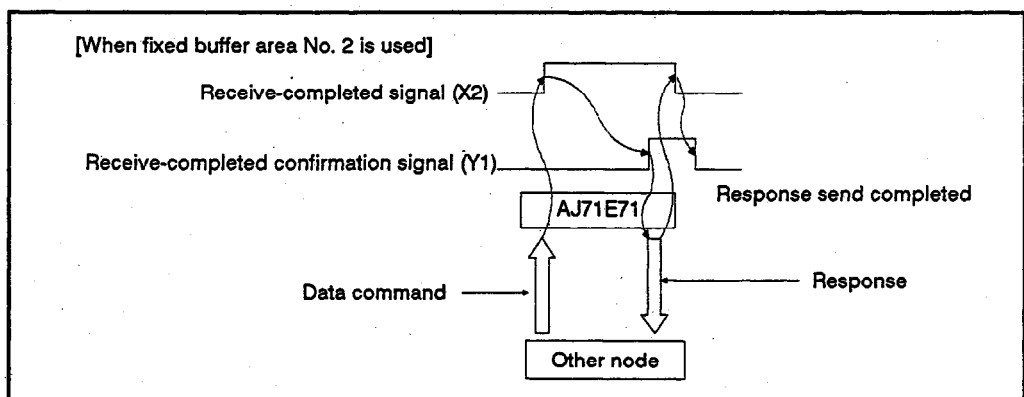 [When fixed buffer area No. 2 is used]
Receive-completed signal (X2)
Receive-completed confirmation signal (Y1)
Response send completed
AJ71E71
Data command
Response
Other node